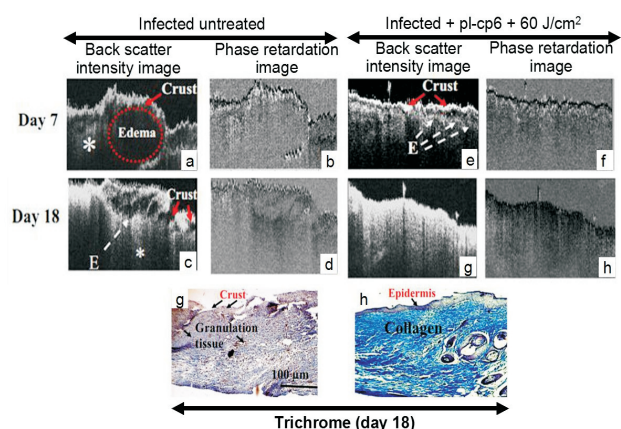 Infected untreated
Infected + pl-cp6 + 60 J/cm²
Back scatter intensity image
Phase retardation image
Back scatter intensity image
Phase retardation image
Day 7
Crust
Edema
*
a
b
Crust
E
e
f
Day 18
Crust
E
*
c
d
g
h
g
Crust
Granulation tissue
100 um
h
Epidermis
Collagen
Trichrome (day 18)